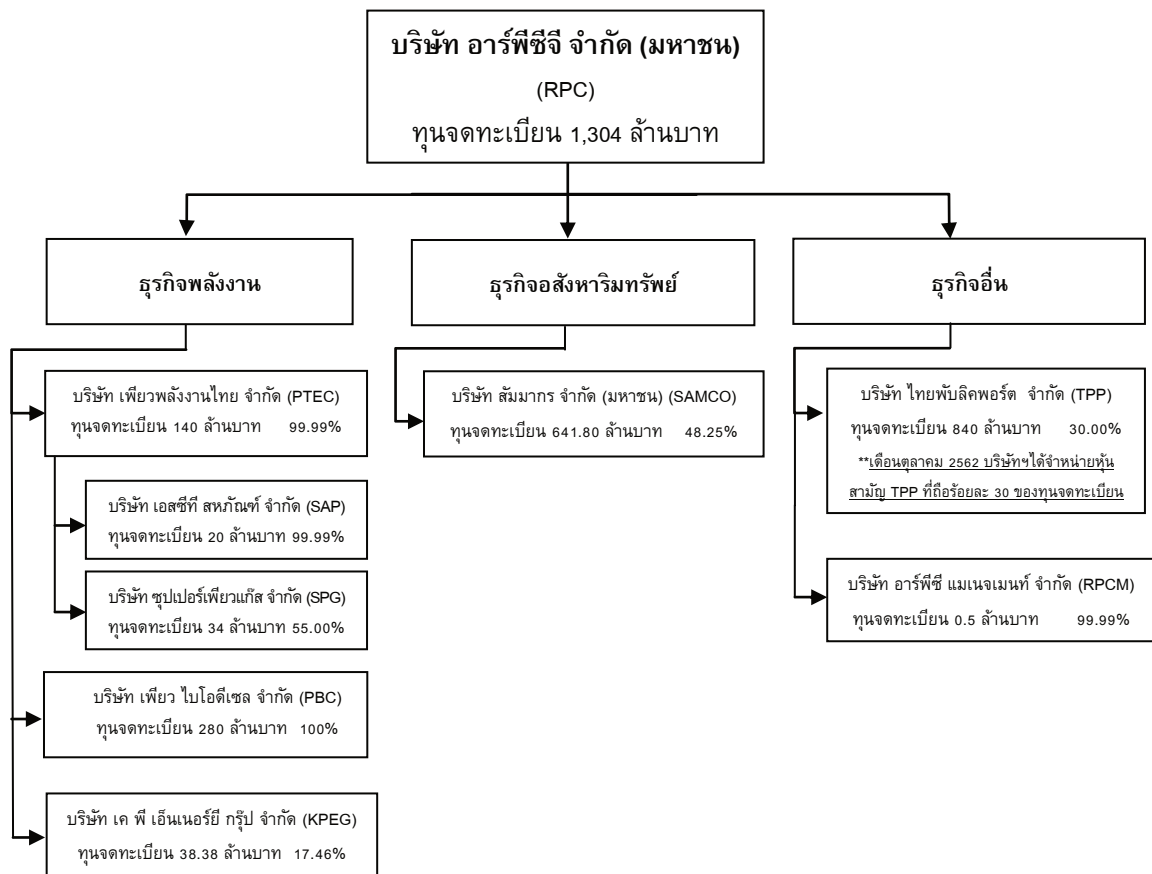 บริษัท อาร์พีซีจี จำกัด (มหาชน)
(RPC)
ทุนจดทะเบียน 1,304 ล้านบาท
ธุรกิจพลังงาน
ธุรกิจอสังหาริมทรัพย์
ธุรกิจอื่น
บริษัท เพียวพลังงานไทย จำกัด (PTEC)
ทุนจดทะเบียน 140 ล้านบาท 99.99%
บริษัท เอสซีที สหภัณฑ์ จำกัด (SAP)
ทุนจดทะเบียน 20 ล้านบาท 99.99%
บริษัท ซุปเปอร์เพียวแก๊ส จำกัด (SPG)
ทุนจดทะเบียน 34 ล้านบาท 55.00%
บริษัท เพียว ไบโอดีเซล จำกัด (PBC)
ทุนจดทะเบียน 280 ล้านบาท 100%
บริษัท เค พี เอ็นเนอร์ยี กรุ๊ป จำกัด (KPEG)
ทุนจดทะเบียน 38.38 ล้านบาท 17.46%
บริษัท สัมมากร จำกัด (มหาชน) (SAMCO)
ทุนจดทะเบียน 641.80 ล้านบาท 48.25%
บริษัท ไทยพับลิคพอร์ต จำกัด (TPP)
ทุนจดทะเบียน 840 ล้านบาท 30.00%
**เดือนตุลาคม 2562 บริษัทฯได้จำหน่ายหุ้น
สามัญ TPP ที่ถือร้อยละ 30 ของทุนจดทะเบียน
บริษัท อาร์พีซี แมเนจเมนท์ จำกัด (RPCM)
ทุนจดทะเบียน 0.5 ล้านบาท 99.99%